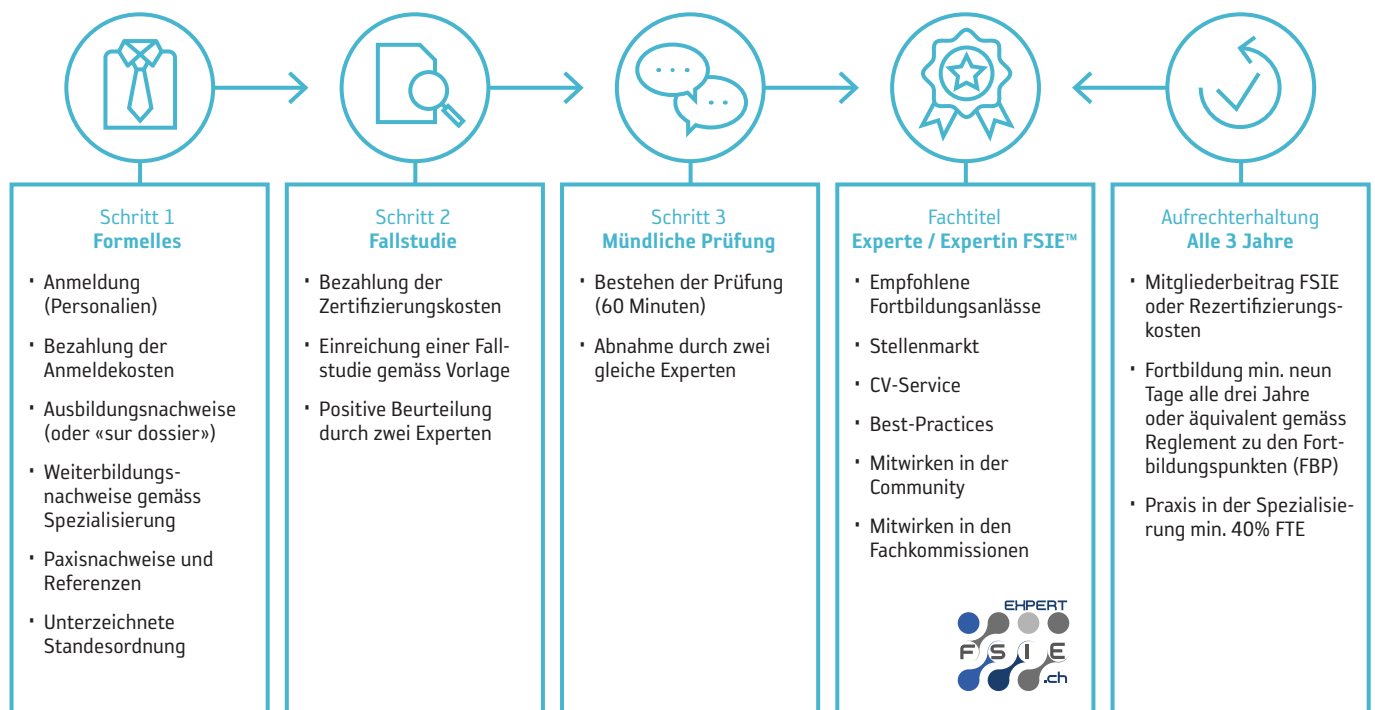 Schritt 1
Formelles
· Anmeldung
(Personalien)
· Bezahlung der
Anmeldekosten
· Ausbildungsnachweise
(oder «sur dossier»)
· Weiterbildungs-
nachweise gemäss
Spezialisierung
· Paxisnachweise und
Referenzen
· Unterzeichnete
Standesordnung
Schritt 2
Fallstudie
· Bezahlung der
Zertifizierungskosten
· Einreichung einer Fall-
studie gemäss Vorlage
· Positive Beurteilung
durch zwei Experten
Schritt 3
Mündliche Prüfung
· Bestehen der Prüfung
(60 Minuten)
· Abnahme durch zwei
gleiche Experten
Fachtitel
Experte / Expertin FSIE™
· Empfohlene
Fortbildungsanlässe
· Stellenmarkt
· CV-Service
· Best-Practices
· Mitwirken in der
Community
· Mitwirken in den
Fachkommissionen
EXPERT
FSIE
.ch
Aufrechterhaltung
Alle 3 Jahre
· Mitgliederbeitrag FSIE
oder Rezertifizierungs-
kosten
· Fortbildung min. neun
Tage alle drei Jahre
oder äquivalent gemäss
Reglement zu den Fort-
bildungspunkten (FBP)
· Praxis in der Spezialisie-
rung min. 40% FTE